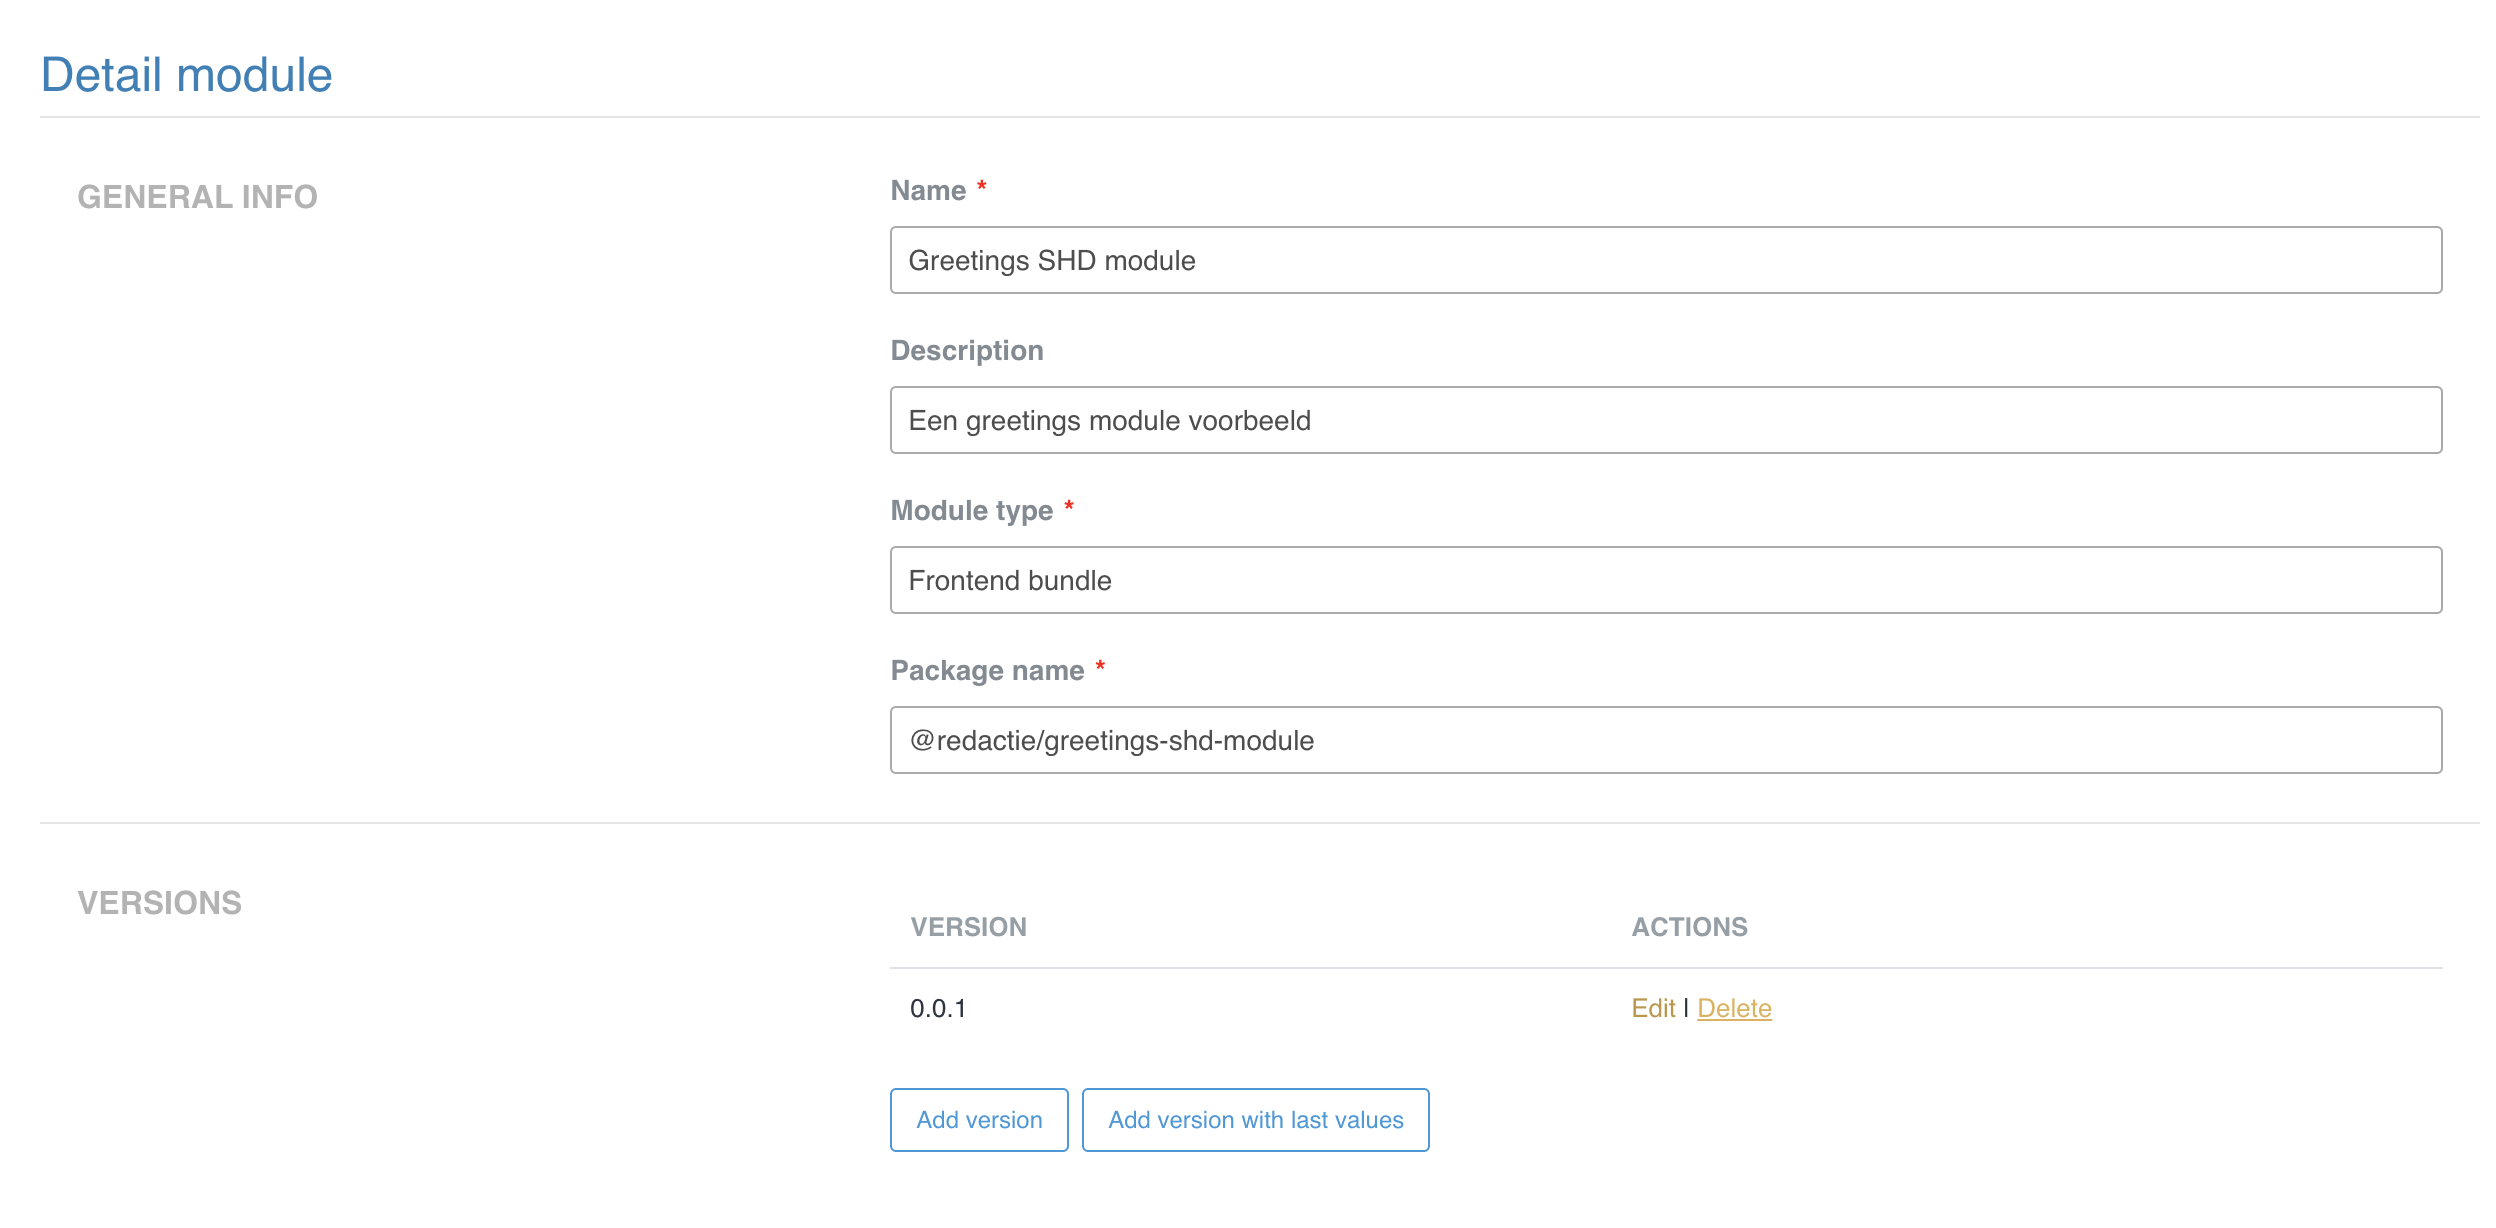 Detail module
GENERAL INFO
Name *
Greetings SHD module
Description
Een greetings module voorbeeld
Module type *
Frontend bundle
Package name *
@redactie/greetings-shd-module
VERSIONS
VERSION ACTIONS
0.0.1 Edit | Delete
Add version Add version with last values